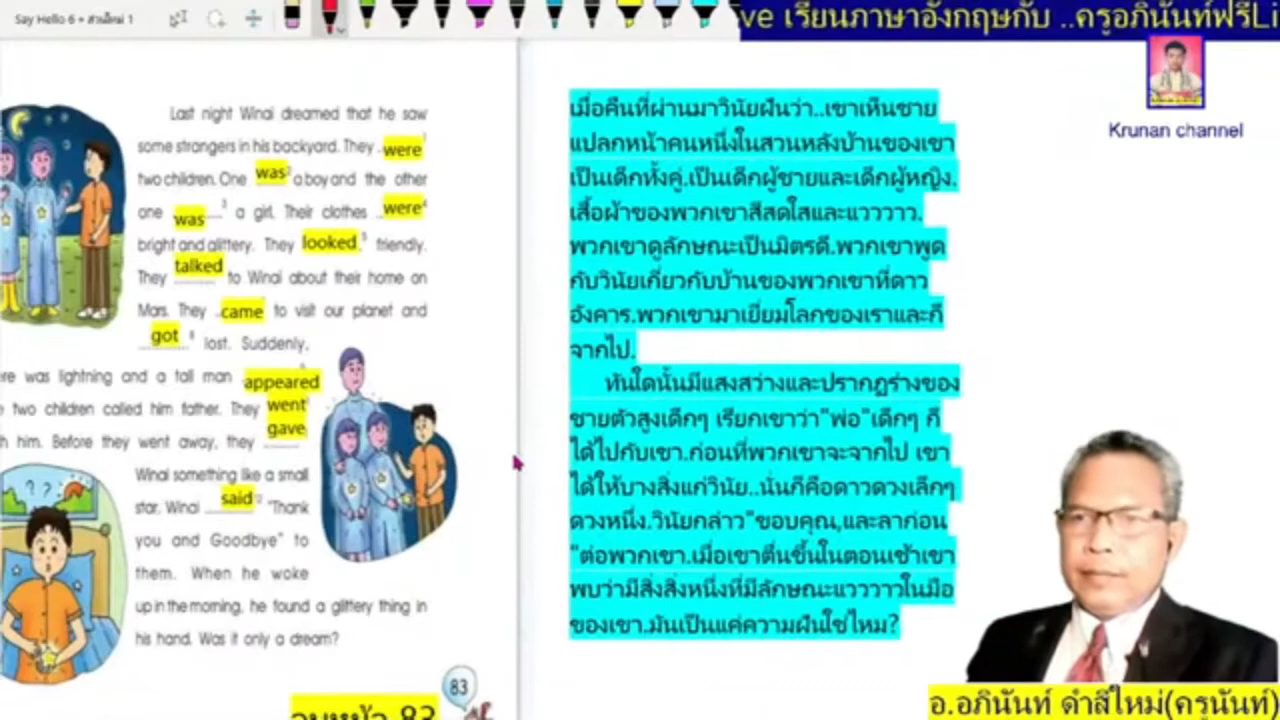 Say Hello 6 + สวเนี้ใหม่ 1
ve เรียนภาษาอังกฤษกับ ..ครูอภินันท์ฟรีLi
Krunan channel
Last night Winai dreamed that he saw
some strangers in his backyard. They were 1
two children. One was 2 a boy and the other
one was 3 a girl. Their clothes were 4
bright and glittery. They looked 5 friendly.
They talked to Winai about their home on
Mars. They came to visit our planet and
got 8 lost. Suddenly,
re was lightning and a tall man appeared
two children called him father. They went
h him. Before they went away, they gave
Winai something like a small
star. Winai said 12 "Thank
you and Goodbye" to
them. When he woke
up in the morning, he found a glittery thing in
his hand. Was it only a dream?
83
? ?
เมื่อคืนที่ผ่านมาวินัยฝันว่า..เขาเห็นชาย
แปลกหน้าคนหนึ่งในสวนหลังบ้านของเขา
เป็นเด็กทั้งคู่.เป็นเด็กผู้ชายและเด็กผู้หญิง.
เสื้อผ้าของพวกเขาสีสดใสและแวววาว.
พวกเขาดูลักษณะเป็นมิตรดี.พวกเขาพูด
กับวินัยเกี่ยวกับบ้านของพวกเขาที่ดาว
อังคาร.พวกเขามาเยี่ยมโลกของเราและก็
จากไป.
ทันใดนั้นมีแสงสว่างและปรากฏร่างของ
ชายตัวสูงเด็กๆ เรียกเขาว่า"พ่อ"เด็กๆ ก็
ได้ไปกับเขา.ก่อนที่พวกเขาจะจากไป เขา
ได้ให้บางสิ่งแก่วินัย..นั่นก็คือดาวดวงเล็กๆ
ดวงหนึ่ง.วินัยกล่าว"ขอบคุณ,และลาก่อน
"ต่อพวกเขา.เมื่อเขาตื่นขึ้นในตอนเช้าเขา
พบว่ามีสิ่งสิ่งหนึ่งที่มีลักษณะแวววาวในมือ
ของเขา.มันเป็นแค่ความฝันใช่ไหม?
อ.อภินันท์ ดำสีใหม่(ครูนันท์)